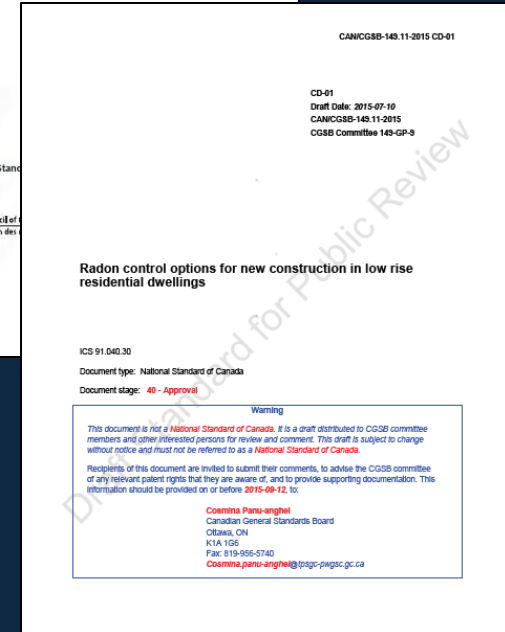 CAN/CGSB-149.11-2015 CD-01
CD-01
Draft Date: 2015-07-10
CAN/CGSB-149.11-2015
CGSB Committee 149-GP-9
Draft Standard for Public Review
Radon control options for new construction in low rise
residential dwellings
ICS 91.040.30
Document type: National Standard of Canada
Document stage: 40 - Approval
Warning
This document is not a National Standard of Canada. It is a draft distributed to CGSB committee
members and other interested persons for review and comment. This draft is subject to change
without notice and must not be referred to as a National Standard of Canada.
Recipients of this document are invited to submit their comments, to advise the CGSB committee
of any relevant patent rights that they are aware of, and to provide supporting documentation. This
information should be provided on or before 2015-09-12, to:
Cosmina Panu-anghel
Canadian General Standards Board
Ottawa, ON
K1A 1G6
Fax: 819-956-5740
Cosmina.panu-anghel@tpsgc-pwgsc.gc.ca